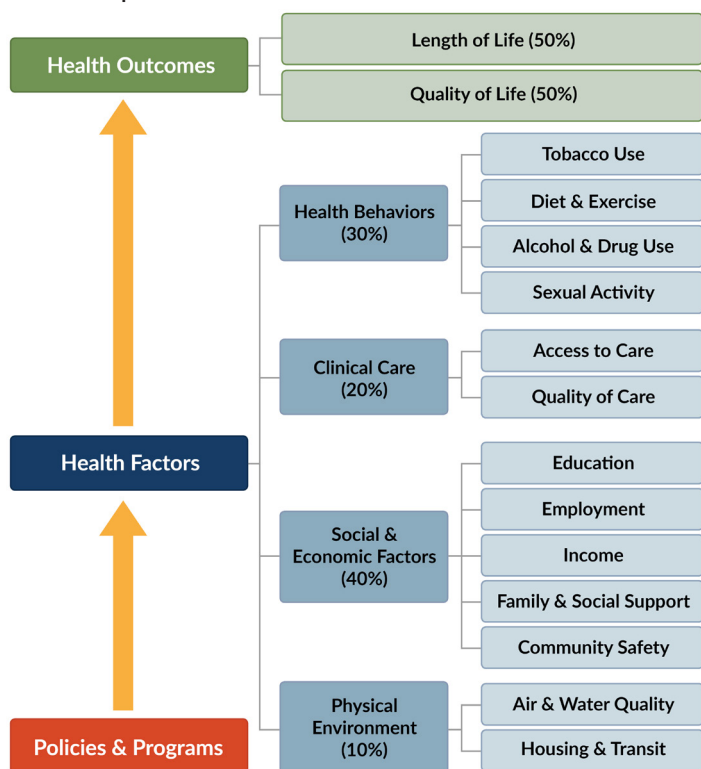 Health Outcomes
Length of Life (50%)
Quality of Life (50%)
Health Factors
Health Behaviors
(30%)
Tobacco Use
Diet & Exercise
Alcohol & Drug Use
Sexual Activity
Clinical Care
(20%)
Access to Care
Quality of Care
Social &
Economic Factors
(40%)
Education
Employment
Income
Family & Social Support
Community Safety
Physical
Environment
(10%)
Air & Water Quality
Housing & Transit
Policies & Programs